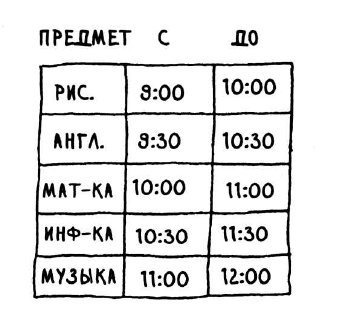 ПРЕДМЕТ С ДО
РИС. 9:00 10:00
АНГЛ. 9:30 10:30
МАТ-КА 10:00 11:00
ИНФ-КА 10:30 11:30
МУЗЫКА 11:00 12:00